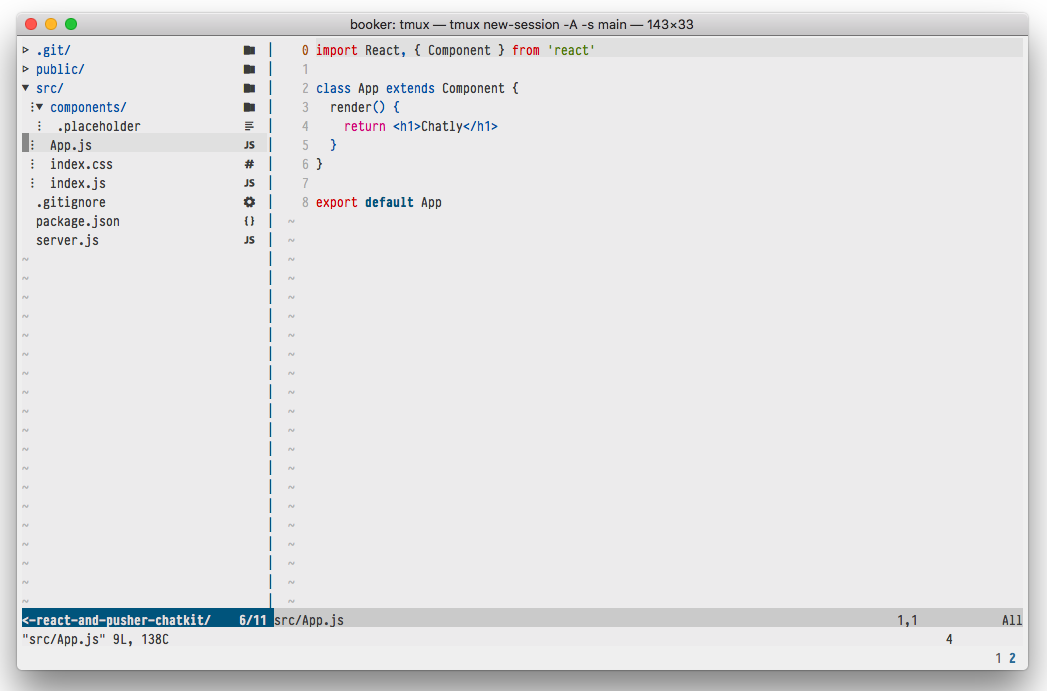 booker: tmux — tmux new-session -A -s main — 143×33
▷ .git/
▷ public/
▼ src/
▼ components/
.placeholder
App.js JS
index.css #
index.js JS
.gitignore
package.json {}
server.js JS
0 import React, { Component } from 'react'
1
2 class App extends Component {
3   render() {
4     return <h1>Chatly</h1>
5   }
6 }
7
8 export default App
<-react-and-pusher-chatkit/ 6/11 src/App.js 1,1 All
"src/App.js" 9L, 138C 4
1 2